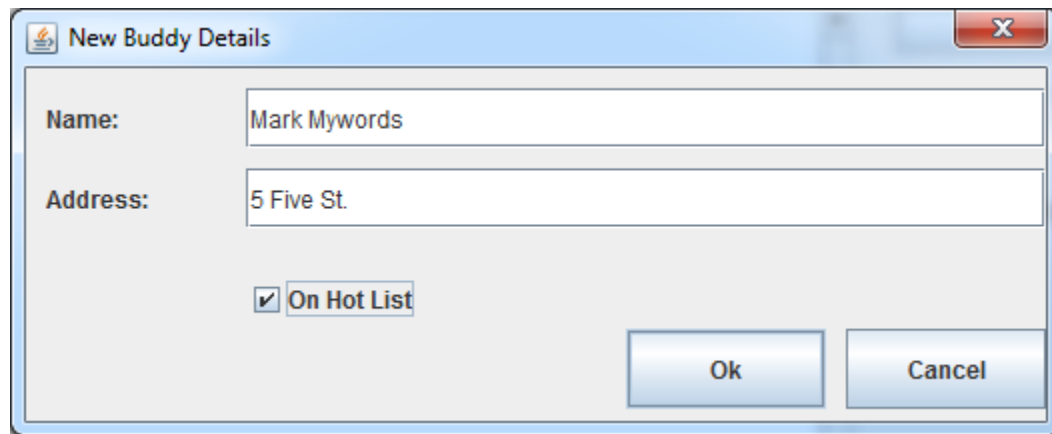 New Buddy Details
Name: Mark Mywords
Address: 5 Five St.
On Hot List
Ok Cancel